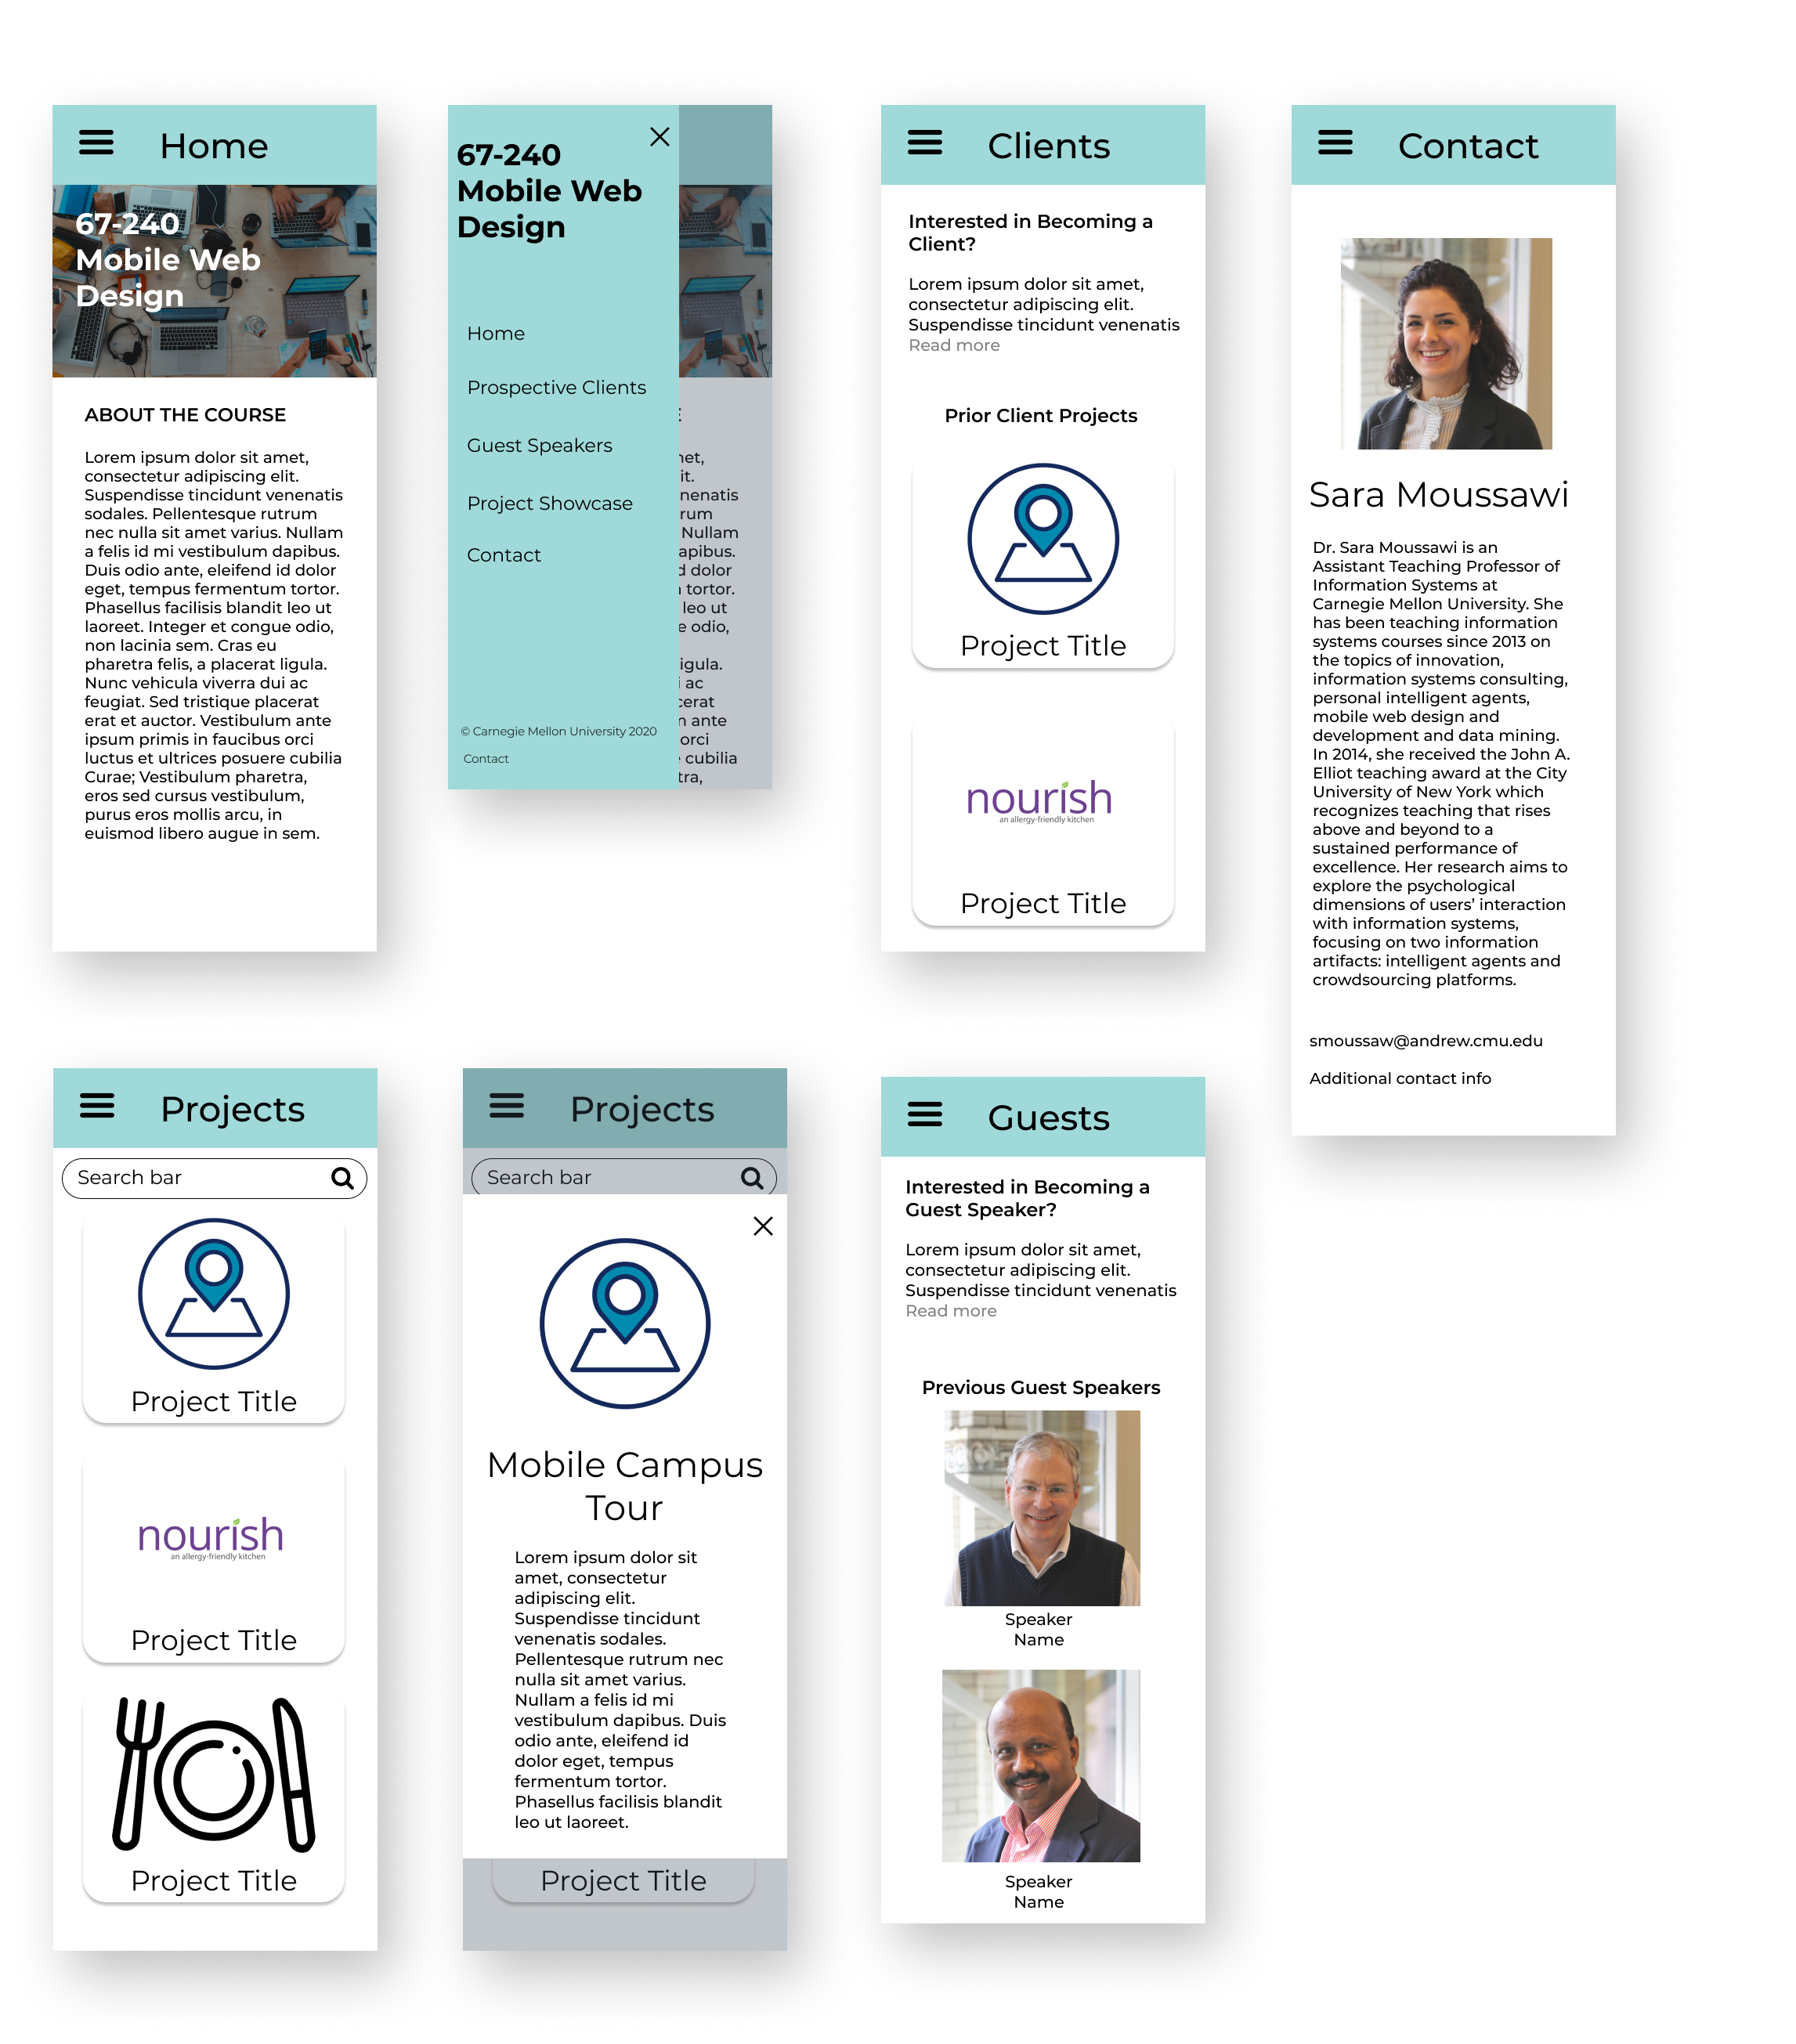 Home
67-240
Mobile Web
Design
ABOUT THE COURSE
Lorem ipsum dolor sit amet,
consectetur adipiscing elit.
Suspendisse tincidunt venenatis
sodales. Pellentesque rutrum
nec nulla sit amet varius. Nullam
a felis id mi vestibulum dapibus.
Duis odio ante, eleifend id dolor
eget, tempus fermentum tortor.
Phasellus facilisis blandit leo ut
laoreet. Integer et congue odio,
non lacinia sem. Cras eu
pharetra felis, a placerat ligula.
Nunc vehicula viverra dui ac
feugiat. Sed tristique placerat
erat et auctor. Vestibulum ante
ipsum primis in faucibus orci
luctus et ultrices posuere cubilia
Curae; Vestibulum pharetra,
eros sed cursus vestibulum,
purus eros mollis arcu, in
euismod libero augue in sem.
67-240
Mobile Web
Design
Home
Prospective Clients
Guest Speakers
Project Showcase
Contact
© Carnegie Mellon University 2020
Contact
net,
it.
nenatis
rum
Nullam
apibus.
d dolor
tortor.
leo ut
e odio,
igula.
i ac
cerat
n ante
orci
cubilia
tra,
Clients
Interested in Becoming a
Client?
Lorem ipsum dolor sit amet,
consectetur adipiscing elit.
Suspendisse tincidunt venenatis
Read more
Prior Client Projects
Project Title
nourish
an allergy-friendly kitchen
Project Title
Contact
Sara Moussawi
Dr. Sara Moussawi is an
Assistant Teaching Professor of
Information Systems at
Carnegie Mellon University. She
has been teaching information
systems courses since 2013 on
the topics of innovation,
information systems consulting,
personal intelligent agents,
mobile web design and
development and data mining.
In 2014, she received the John A.
Elliot teaching award at the City
University of New York which
recognizes teaching that rises
above and beyond to a
sustained performance of
excellence. Her research aims to
explore the psychological
dimensions of users’ interaction
with information systems,
focusing on two information
artifacts: intelligent agents and
crowdsourcing platforms.
smoussaw@andrew.cmu.edu
Additional contact info
Projects
Search bar
Project Title
nourish
an allergy-friendly kitchen
Project Title
Project Title
Projects
Search bar
Mobile Campus
Tour
Lorem ipsum dolor sit
amet, consectetur
adipiscing elit.
Suspendisse tincidunt
venenatis sodales.
Pellentesque rutrum nec
nulla sit amet varius.
Nullam a felis id mi
vestibulum dapibus. Duis
odio ante, eleifend id
dolor eget, tempus
fermentum tortor.
Phasellus facilisis blandit
leo ut laoreet.
Project Title
Guests
Interested in Becoming a
Guest Speaker?
Lorem ipsum dolor sit amet,
consectetur adipiscing elit.
Suspendisse tincidunt venenatis
Read more
Previous Guest Speakers
Speaker
Name
Speaker
Name